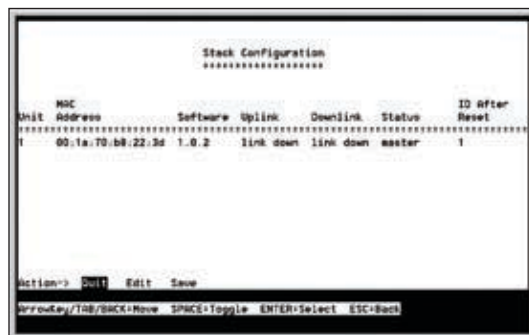 Stack Configuration
MAC ID After
Unit Address Software Uplink Downlink Status Reset
1 00:1a:70:b8:22:3d 1.0.2 link down link down master 1
Action-> Quit Edit Save
ArrowKey/TAB/BACK=Move SPACE=Toggle ENTER=Select ESC=Back